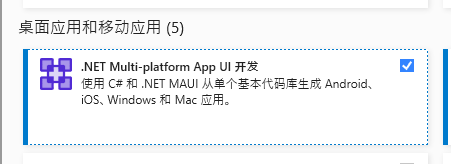 桌面应用和移动应用 (5)
.NET Multi-platform App UI 开发
使用 C# 和 .NET MAUI 从单个基本代码库生成 Android、
iOS、Windows 和 Mac 应用。